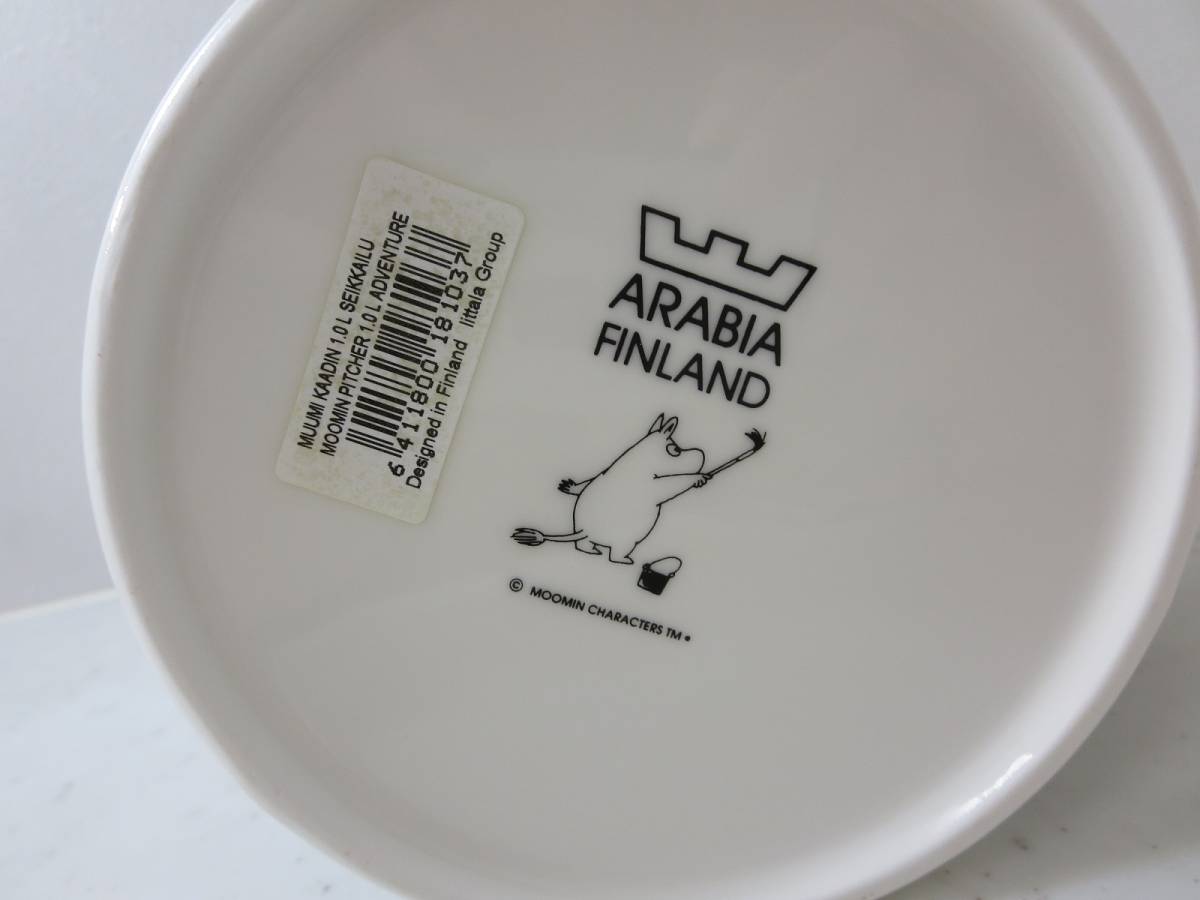 MUUMI KAADIN 1.0 L SEIKKAILU
MOOMIN PITCHER 1.0 L ADVENTURE
6 411800 181037
Designed in Finland Iittala Group
ARABIA
FINLAND
© MOOMIN CHARACTERS TM